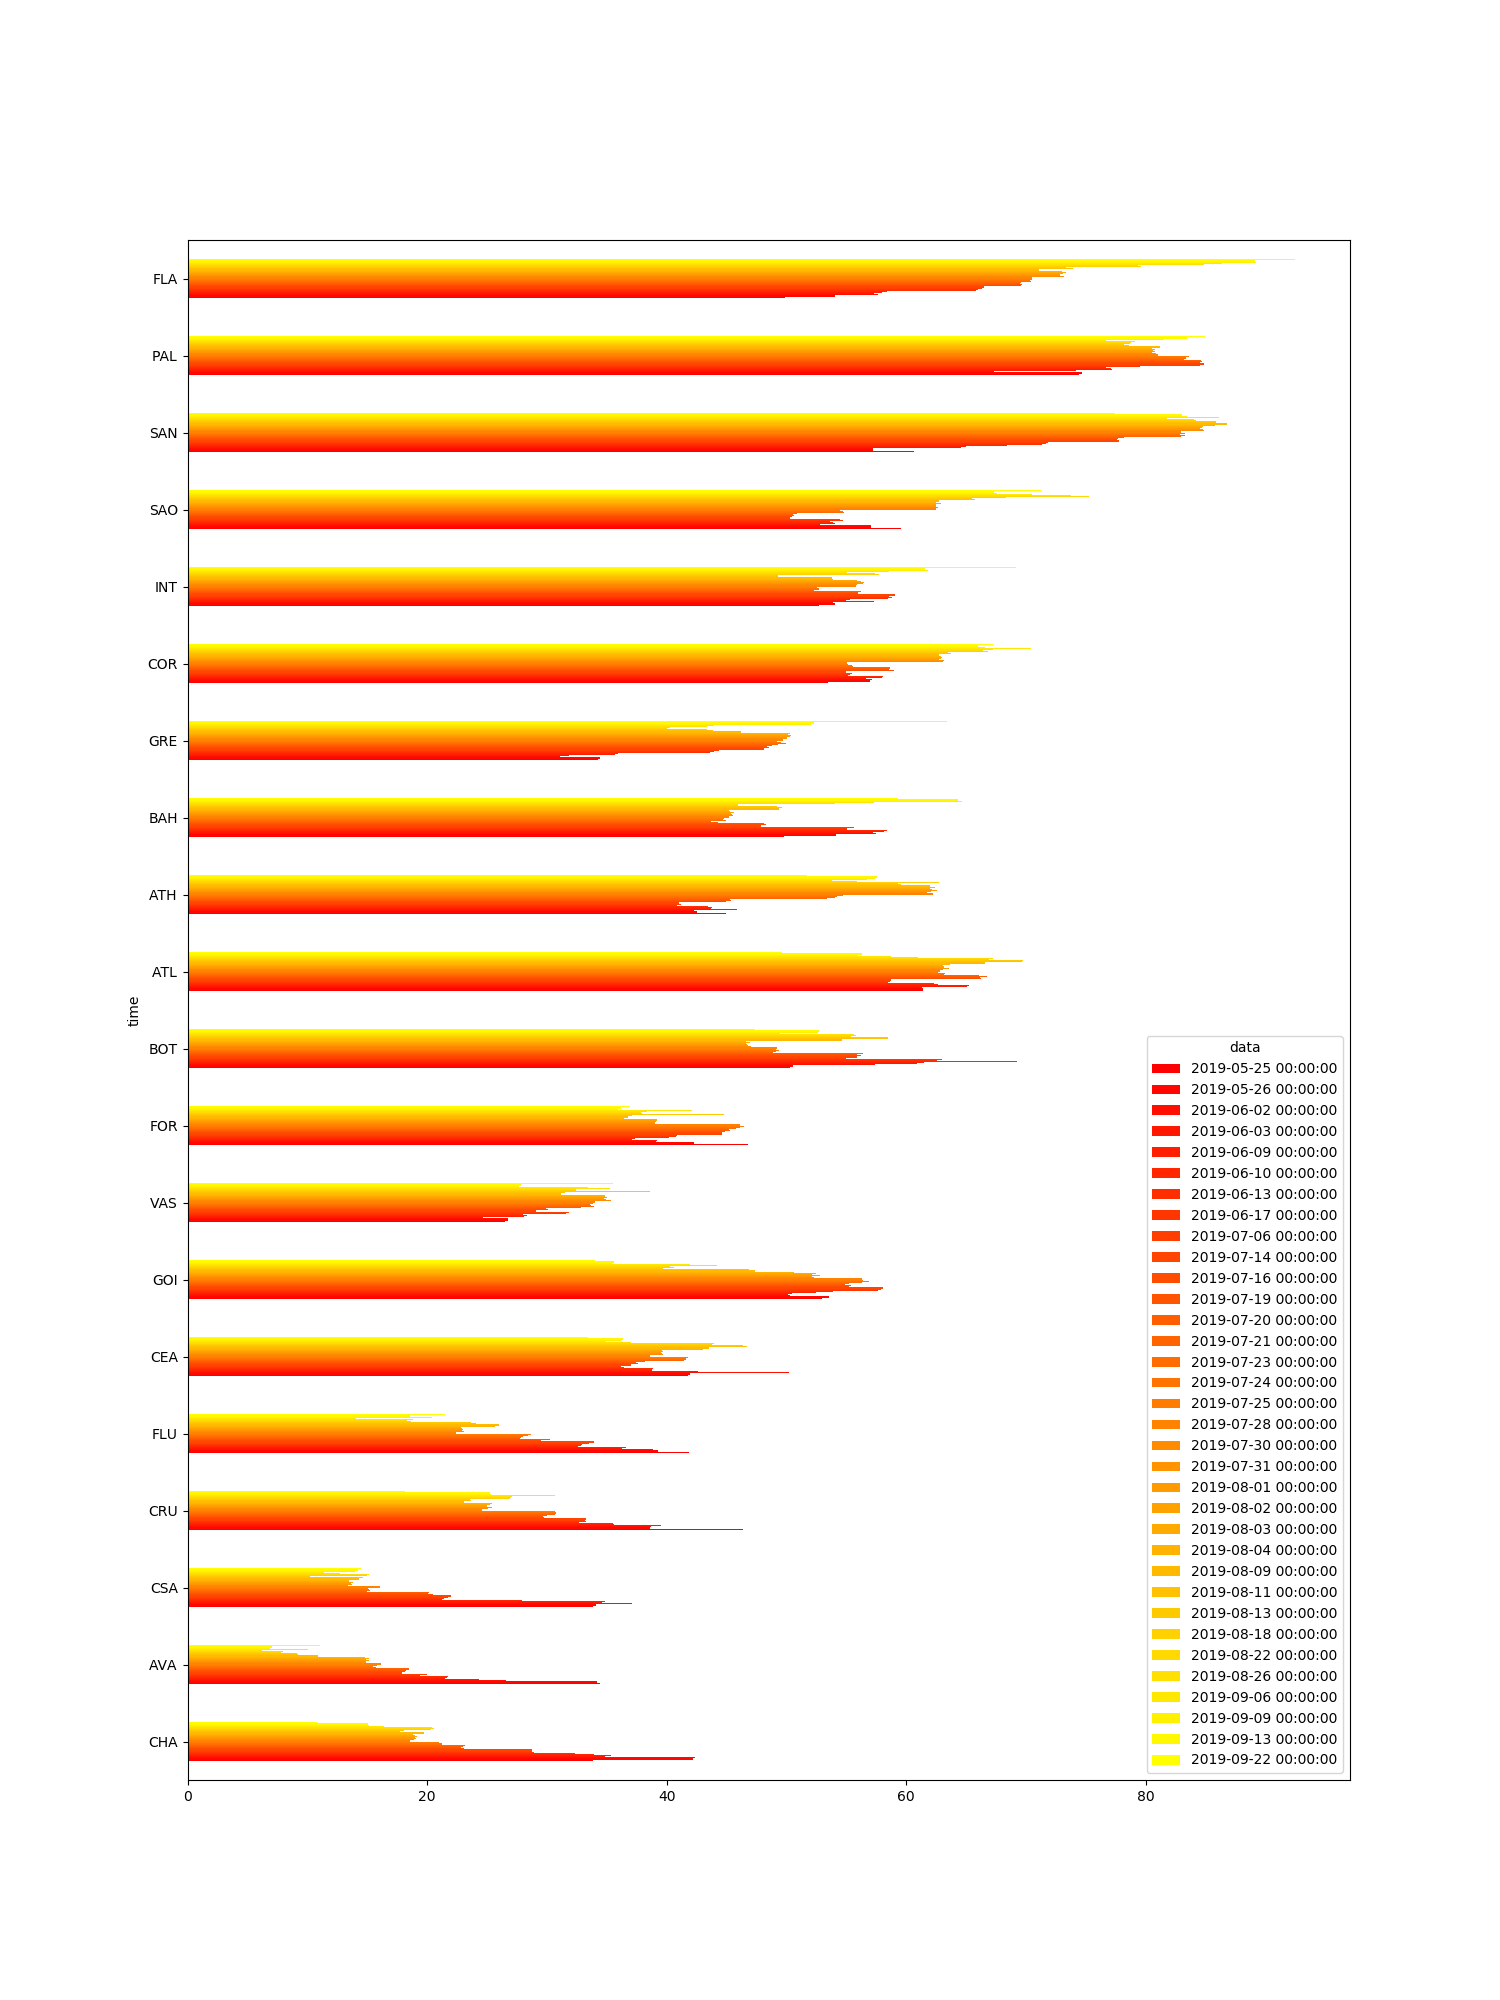 FLA
PAL
SAN
SAO
INT
COR
GRE
BAH
ATH
ATL
BOT
FOR
VAS
GOI
CEA
FLU
CRU
CSA
AVA
CHA
time
0 20 40 60 80
data
2019-05-25 00:00:00
2019-05-26 00:00:00
2019-06-02 00:00:00
2019-06-03 00:00:00
2019-06-09 00:00:00
2019-06-10 00:00:00
2019-06-13 00:00:00
2019-06-17 00:00:00
2019-07-06 00:00:00
2019-07-14 00:00:00
2019-07-16 00:00:00
2019-07-19 00:00:00
2019-07-20 00:00:00
2019-07-21 00:00:00
2019-07-23 00:00:00
2019-07-24 00:00:00
2019-07-25 00:00:00
2019-07-28 00:00:00
2019-07-30 00:00:00
2019-07-31 00:00:00
2019-08-01 00:00:00
2019-08-02 00:00:00
2019-08-03 00:00:00
2019-08-04 00:00:00
2019-08-09 00:00:00
2019-08-11 00:00:00
2019-08-13 00:00:00
2019-08-18 00:00:00
2019-08-22 00:00:00
2019-08-26 00:00:00
2019-09-06 00:00:00
2019-09-09 00:00:00
2019-09-13 00:00:00
2019-09-22 00:00:00